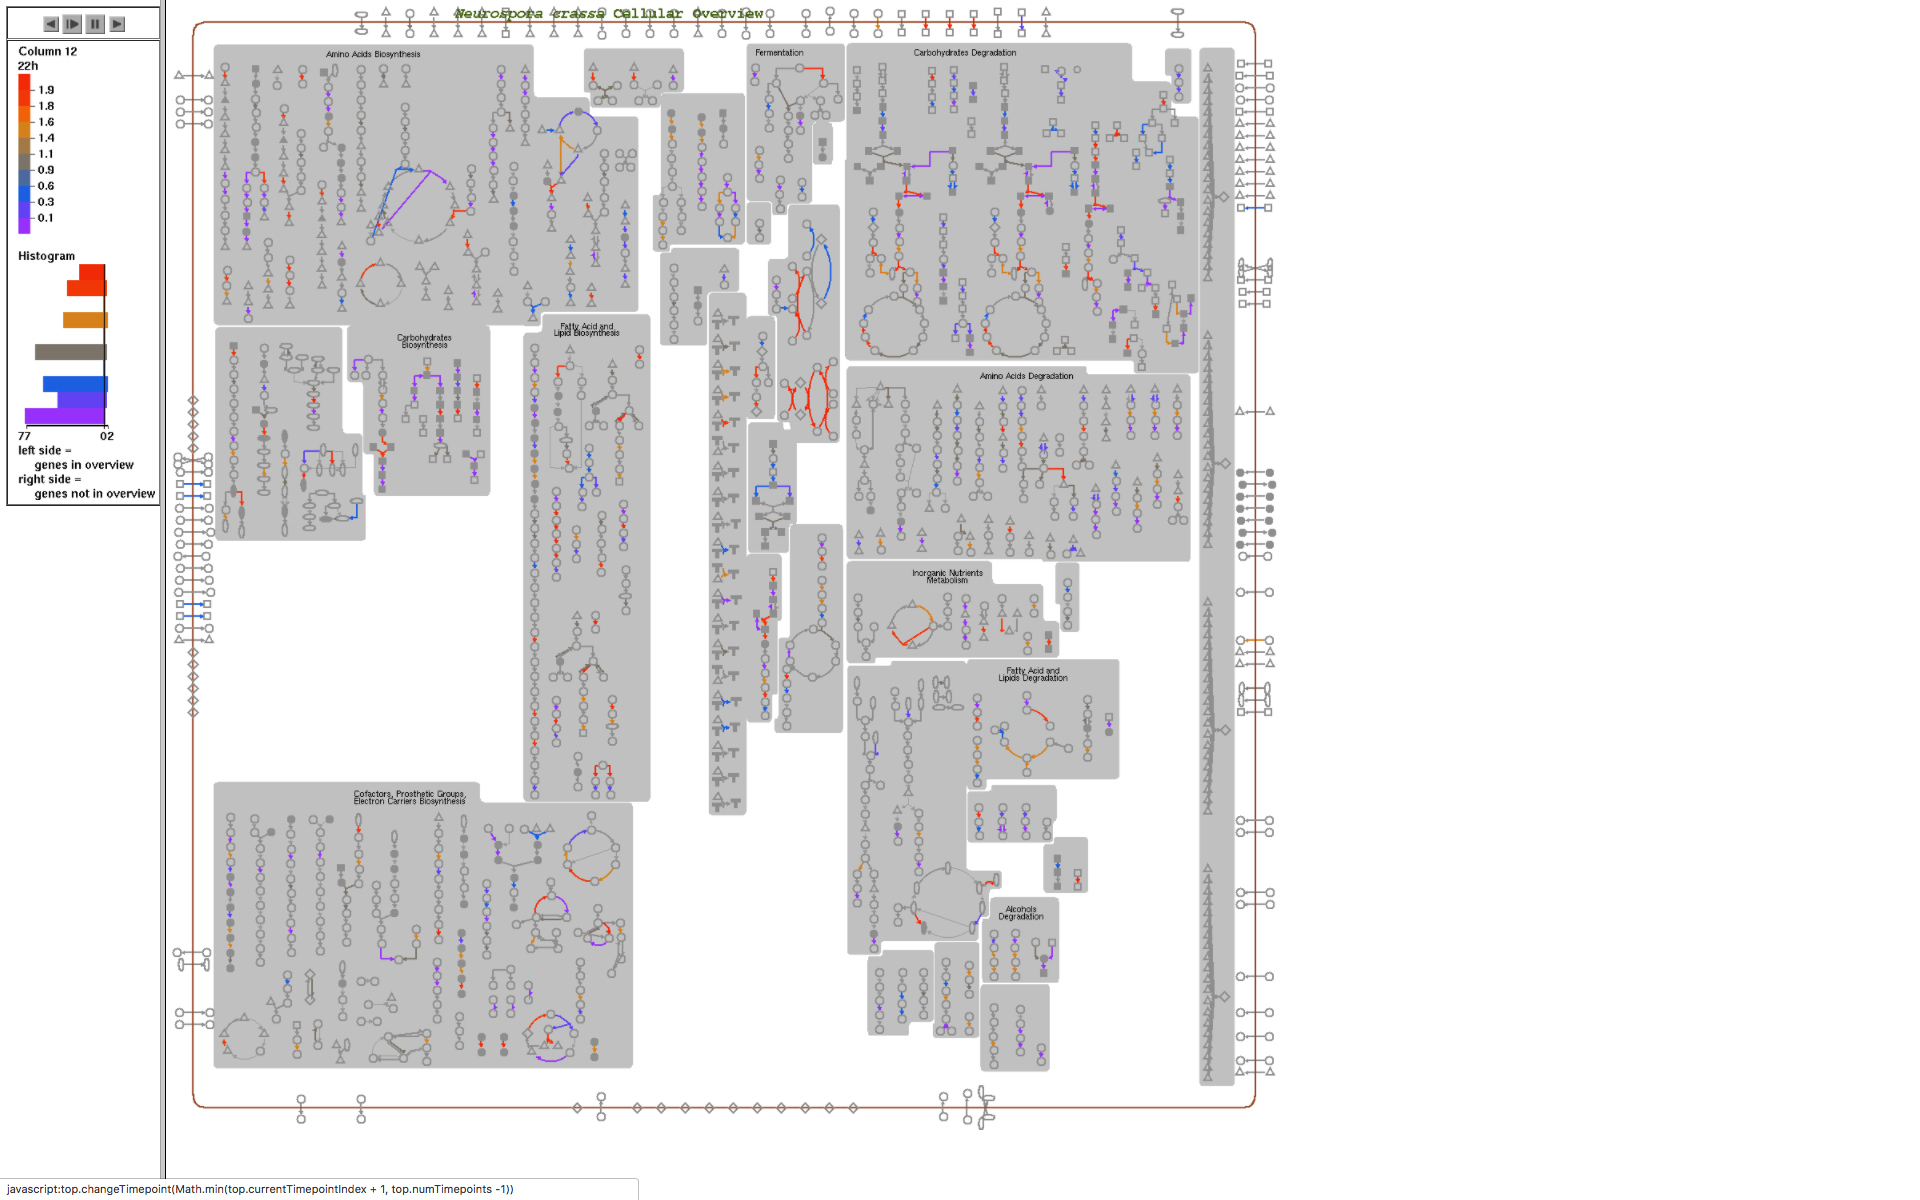 Neurospora crassa Cellular Overview
Column 12
22h
1.9
1.8
1.6
1.4
1.1
0.9
0.6
0.3
0.1
Histogram
77
02
left side =
genes in overview
right side =
genes not in overview
Amino Acids Biosynthesis
Fermentation
Carbohydrates Degradation
Carbohydrates
Biosynthesis
Fatty Acid and
Lipid Biosynthesis
Amino Acids Degradation
Inorganic Nutrients
Metabolism
Fatty Acid and
Lipids Degradation
Cofactors, Prosthetic Groups,
Electron Carriers Biosynthesis
Alcohols
Degradation
javascript:top.changeTimepoint(Math.min(top.currentTimepointIndex + 1, top.numTimepoints -1))